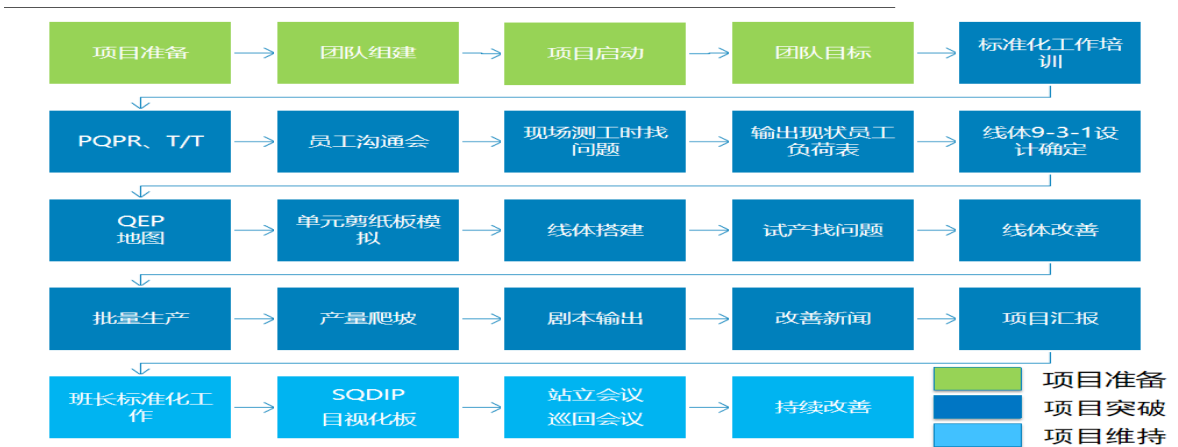 项目准备
团队组建
项目启动
团队目标
标准化工作培
训
PQPR、T/T
员工沟通会
现场测工时找
问题
输出现状员工
负荷表
线体9-3-1设
计确定
QEP
地图
单元剪纸板模
拟
线体搭建
试产找问题
线体改善
批量生产
产量爬坡
剧本输出
改善新闻
项目汇报
班长标准化工
作
SQDIP
目视化板
站立会议
巡回会议
持续改善
项目准备
项目突破
项目维持